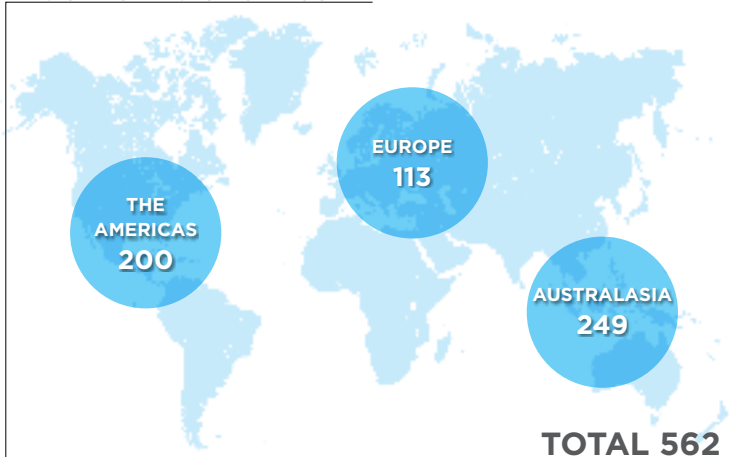 EUROPE
113
THE
AMERICAS
200
AUSTRALASIA
249
TOTAL 562